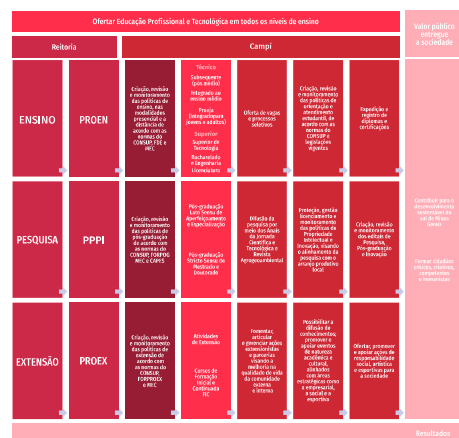 Ofertar Educação Profissional e Tecnológica em todos os níveis de ensino
Valor público
entregue
a sociedade
Reitoria
Campi
ENSINO
PROEN
Criação, revisão
e monitoramento
das políticas de
ensino, nas
modalidades
presencial e a
distância de
acordo com as
normas do
CONSUP, FDE e
MEC
Técnico
Subsequente
(pós médio)
Integrado ao
ensino médio
Proeja
(Integrado para
jovens e adultos)
Superior
Superior de
Tecnologia
Bacharelado
e Engenharia
Licenciatura
Oferta de vagas
e processos
seletivos
Criação, revisão
e monitoramento
das políticas de
orientação e
atendimento
estudantil, de
acordo com as
normas do
CONSUP e
legislações
vigentes
Expedição e
registro de
diplomas e
certificações
PESQUISA
PPPI
Criação, revisão
e monitoramento
das políticas de
pós-graduação
de acordo com
as normas do
CONSUP, FORPOG
MEC e CAPES
Pós-graduação
Lato Sensu de
Aperfeiçoamento
e Especialização
Pós-graduação
Stricto Sensu de
Mestrado e
Doutorado
Difusão da
pesquisa por
meio dos Anais
da Jornada
Científica e
Tecnológica e
Revista
Agrogeoambiental
Proteção, gestão
licenciamento e
monitoramento
das políticas de
Propriedade
Intelectual e
Inovação, visando
o alinhamento da
pesquisa com o
arranjo produtivo
local
Criação, revisão
e monitoramento
dos editais de
Pesquisa,
Pós-graduação
e Inovação
Contribuir para o
desenvolvimento
sustentável do
sul de Minas
Gerais
Formar cidadãos
críticos, criativos,
competentes
e humanistas
EXTENSÃO
PROEX
Criação, revisão
e monitoramento
das políticas de
extensão de
acordo com
as normas do
CONSUP,
FORPROEX
e MEC
Atividades
de Extensão
Cursos de
Formação
Inicial e
Continuada
FIC
Fomentar,
articular
e gerenciar ações
extensionistas
e parcerias
visando a
melhoria na
qualidade de vida
da comunidade
externa
e interna
Possibilitar a
difusão de
conhecimentos;
promover e
apoiar eventos
de natureza
acadêmica e
cultural,
alinhados
com áreas
estratégicas como
a empresarial,
a social e a
esportiva
Ofertar, promover
e apoiar ações de
responsabilidade
social, artística
e esportivas para
a sociedade
Resultados